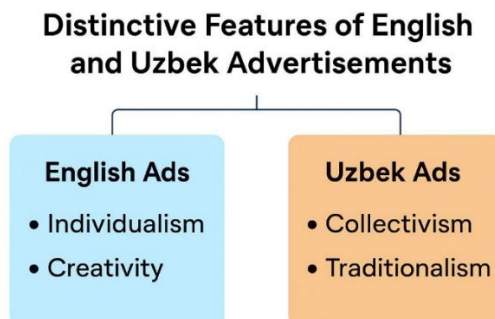 Distinctive Features of English
and Uzbek Advertisements
English Ads
• Individualism
• Creativity
Uzbek Ads
• Collectivism
• Traditionalism